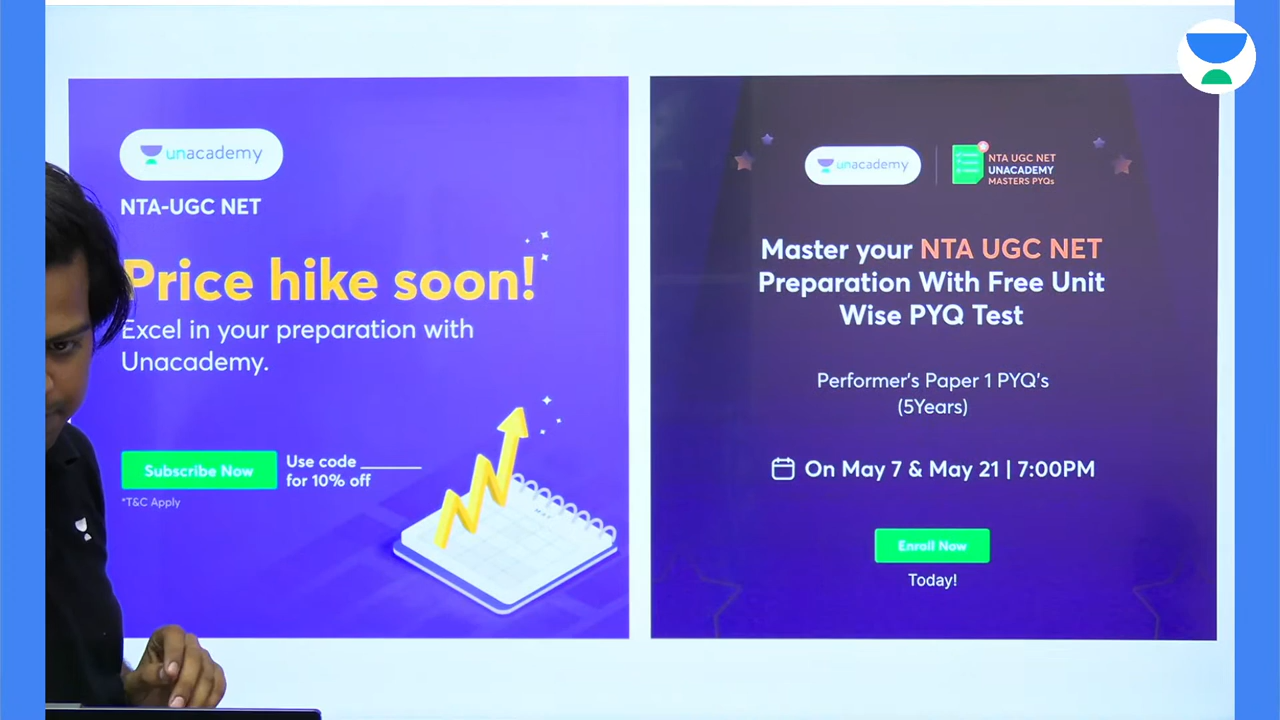 unacademy
NTA-UGC NET
Price hike soon!
Excel in your preparation with
Unacademy.
Subscribe Now
Use code ______
for 10% off
*T&C Apply
unacademy
NTA UGC NET
UNACADEMY
MASTERS PYQs
Master your NTA UGC NET
Preparation With Free Unit
Wise PYQ Test
Performer's Paper 1 PYQ's
(5Years)
On May 7 & May 21 | 7:00PM
Enroll Now
Today!